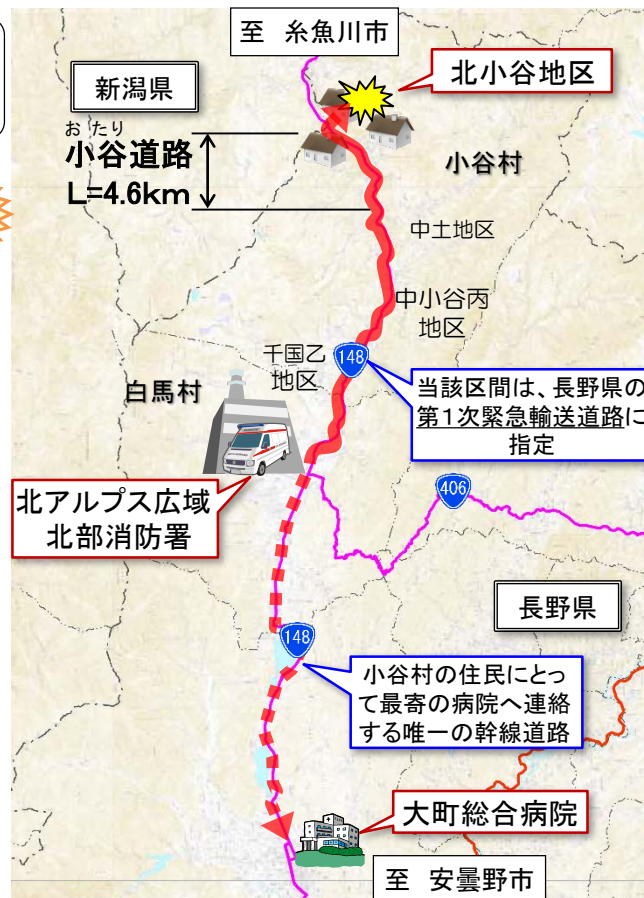 至 糸魚川市
新潟県
北小谷地区
おたり
小谷道路
L=4.6km
小谷村
中土地区
中小谷丙
地区
千国乙
地区
148
白馬村
当該区間は、長野県の
第1次緊急輸送道路に
指定
北アルプス広域
北部消防署
406
長野県
148
小谷村の住民にとっ
て最寄の病院へ連絡
する唯一の幹線道路
大町総合病院
至 安曇野市